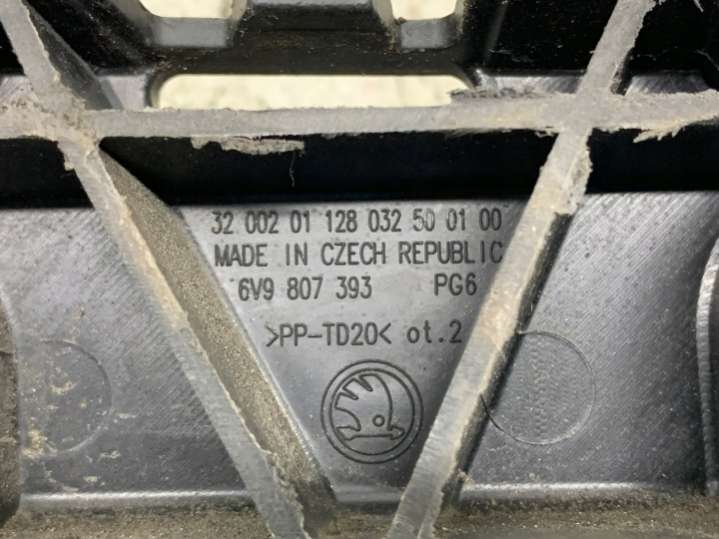 32 002 01 128 032 50 01 00
MADE IN CZECH REPUBLIC
6V9 807 393 PG6
>PP-TD20< ot.2